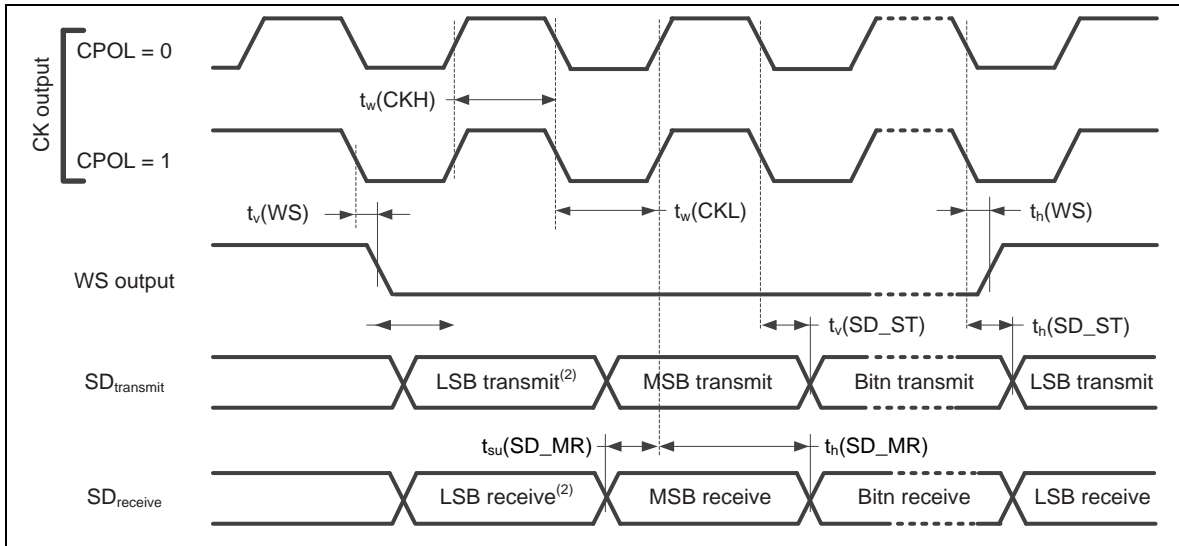 CK output
CPOL = 0
tw(CKH)
CPOL = 1
tv(WS)
tw(CKL)
th(WS)
WS output
tv(SD_ST)
th(SD_ST)
SDtransmit
LSB transmit(2)
MSB transmit
Bitn transmit
LSB transmit
tsu(SD_MR)
th(SD_MR)
SDreceive
LSB receive(2)
MSB receive
Bitn receive
LSB receive